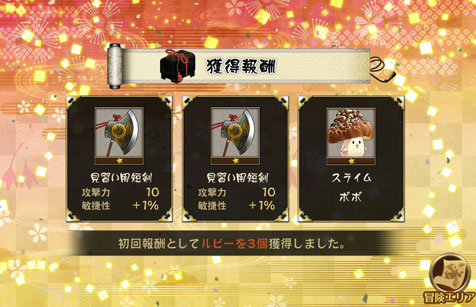 獲得報酬
見習い用短剣
攻撃力 10
敏捷性 +1%
見習い用短剣
攻撃力 10
敏捷性 +1%
スライム
ボボ
初回報酬としてルビーを3個獲得しました。
冒険エリア